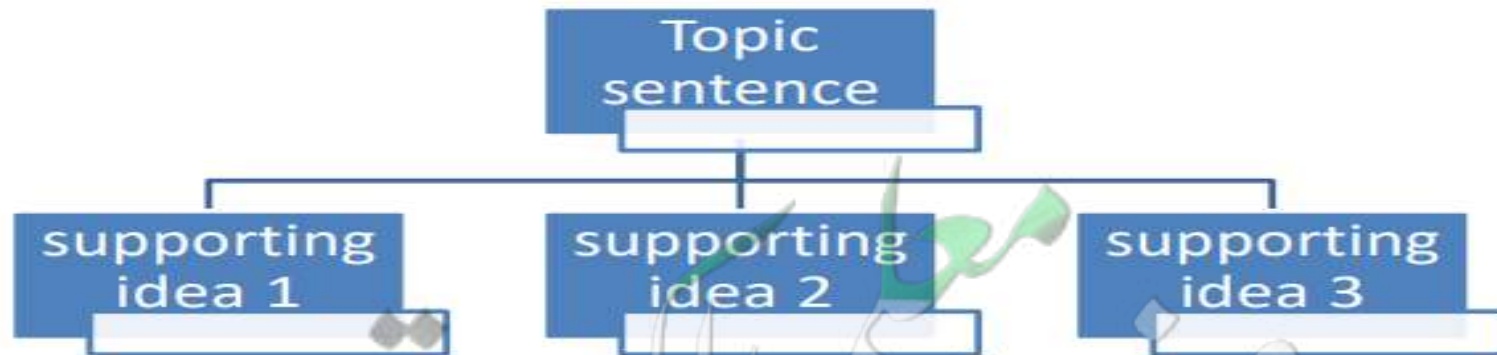 Topic
sentence
supporting
idea 1
supporting
idea 2
supporting
idea 3